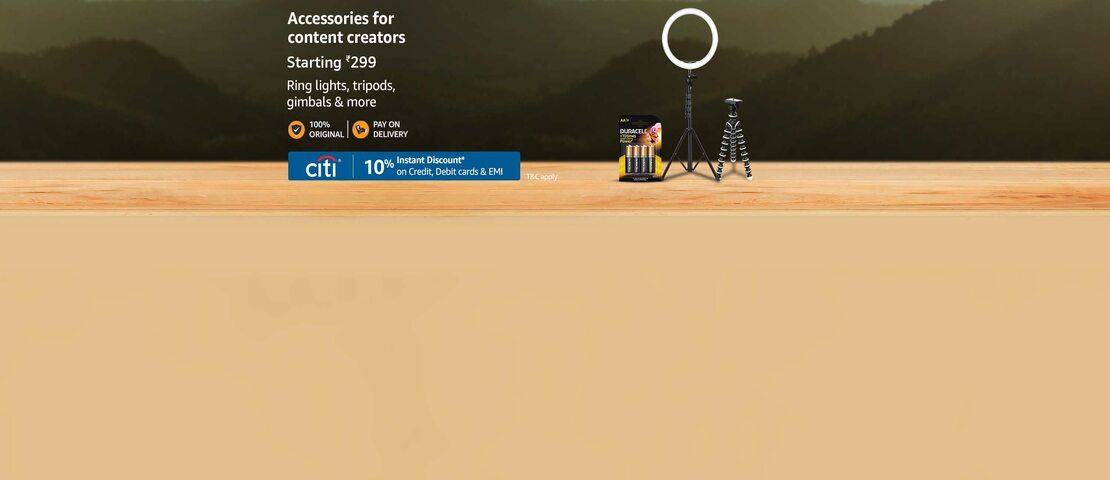 Accessories for
content creators
Starting ₹299
Ring lights, tripods,
gimbals & more
100%
ORIGINAL
PAY ON
DELIVERY
citi®
10% Instant Discount*
on Credit, Debit cards & EMI
T&C apply
DURACELL
Power